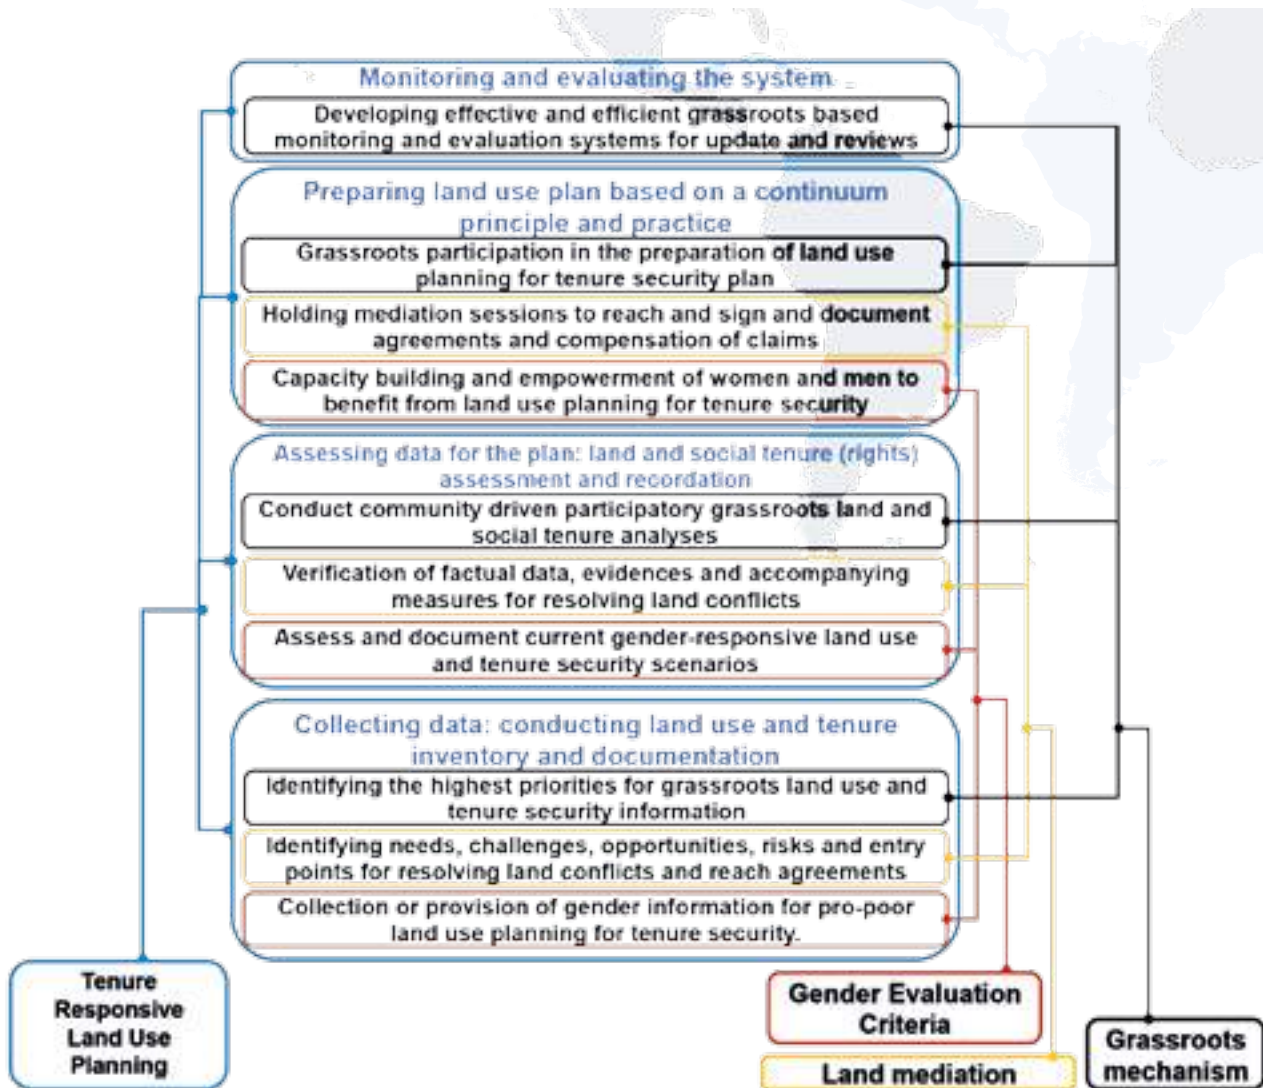 Monitoring and evaluating the system
Developing effective and efficient grassroots based
monitoring and evaluation systems for update and reviews
Preparing land use plan based on a continuum
principle and practice
Grassroots participation in the preparation of land use
planning for tenure security plan
Holding mediation sessions to reach and sign and document
agreements and compensation of claims
Capacity building and empowerment of women and men to
benefit from land use planning for tenure security
Assessing data for the plan: land and social tenure (rights)
assessment and recordation
Conduct community driven participatory grassroots land and
social tenure analyses
Verification of factual data, evidences and accompanying
measures for resolving land conflicts
Assess and document current gender-responsive land use
and tenure security scenarios
Collecting data: conducting land use and tenure
inventory and documentation
Identifying the highest priorities for grassroots land use and
tenure security information
Identifying needs, challenges, opportunities, risks and entry
points for resolving land conflicts and reach agreements
Collection or provision of gender information for pro-poor
land use planning for tenure security.
Tenure
Responsive
Land Use
Planning
Gender Evaluation
Criteria
Land mediation
Grassroots
mechanism